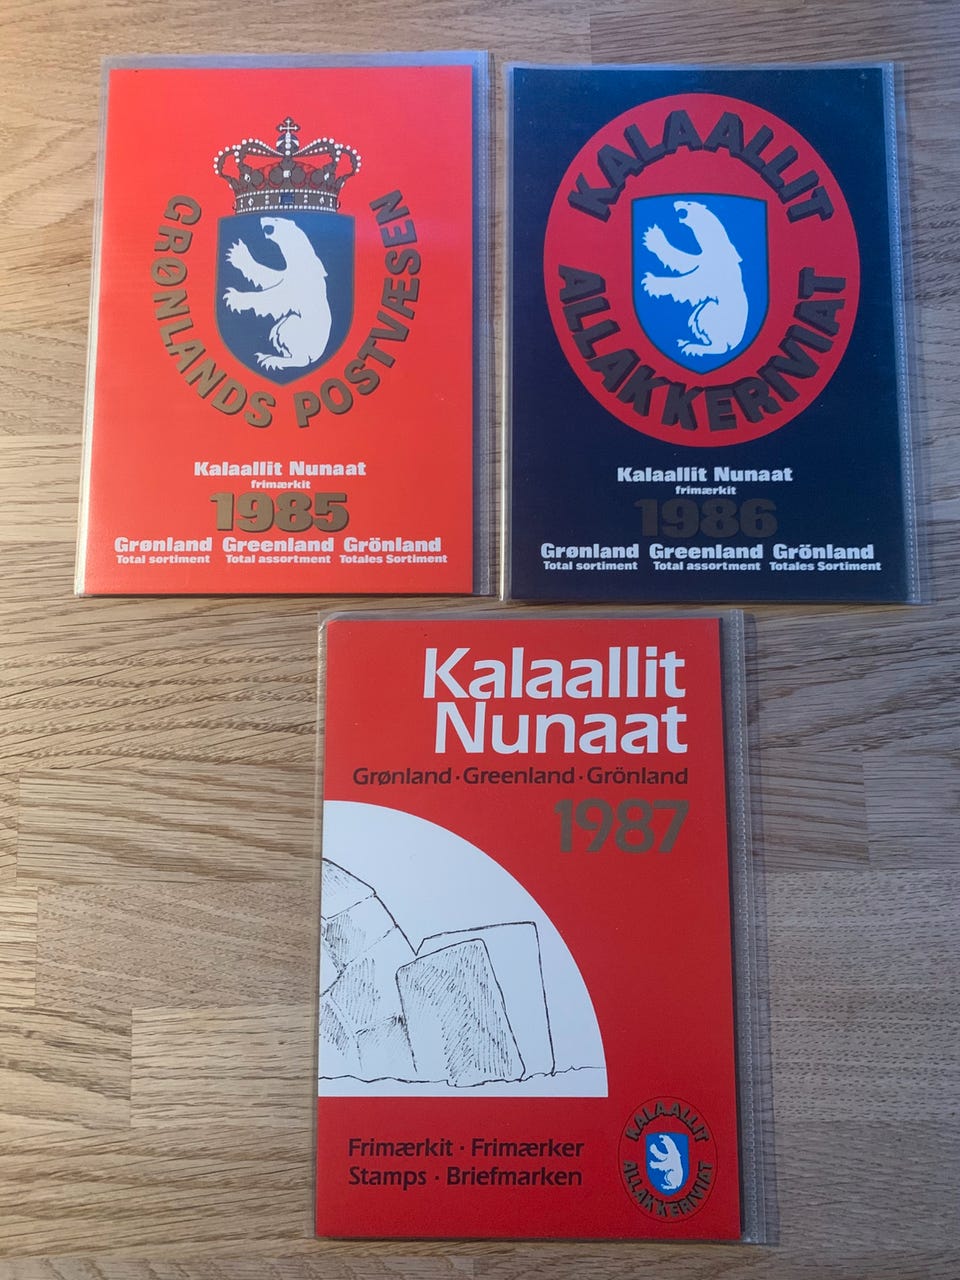 GRØNLANDS POSTVÆSEN
Kalaallit Nunaat
frimærkit
1985
Grønland Greenland Grönland
Total sortiment Total assortment Totales Sortiment
KALAALLIT
ALLAKKERIVIAT
Kalaallit Nunaat
frimærkit
1986
Grønland Greenland Grönland
Total sortiment Total assortment Totales Sortiment
Kalaallit
Nunaat
Grønland · Greenland · Grönland
1987
Frimærkit · Frimærker
Stamps · Briefmarken
KALAALLIT
ALLAKKERIVIAT